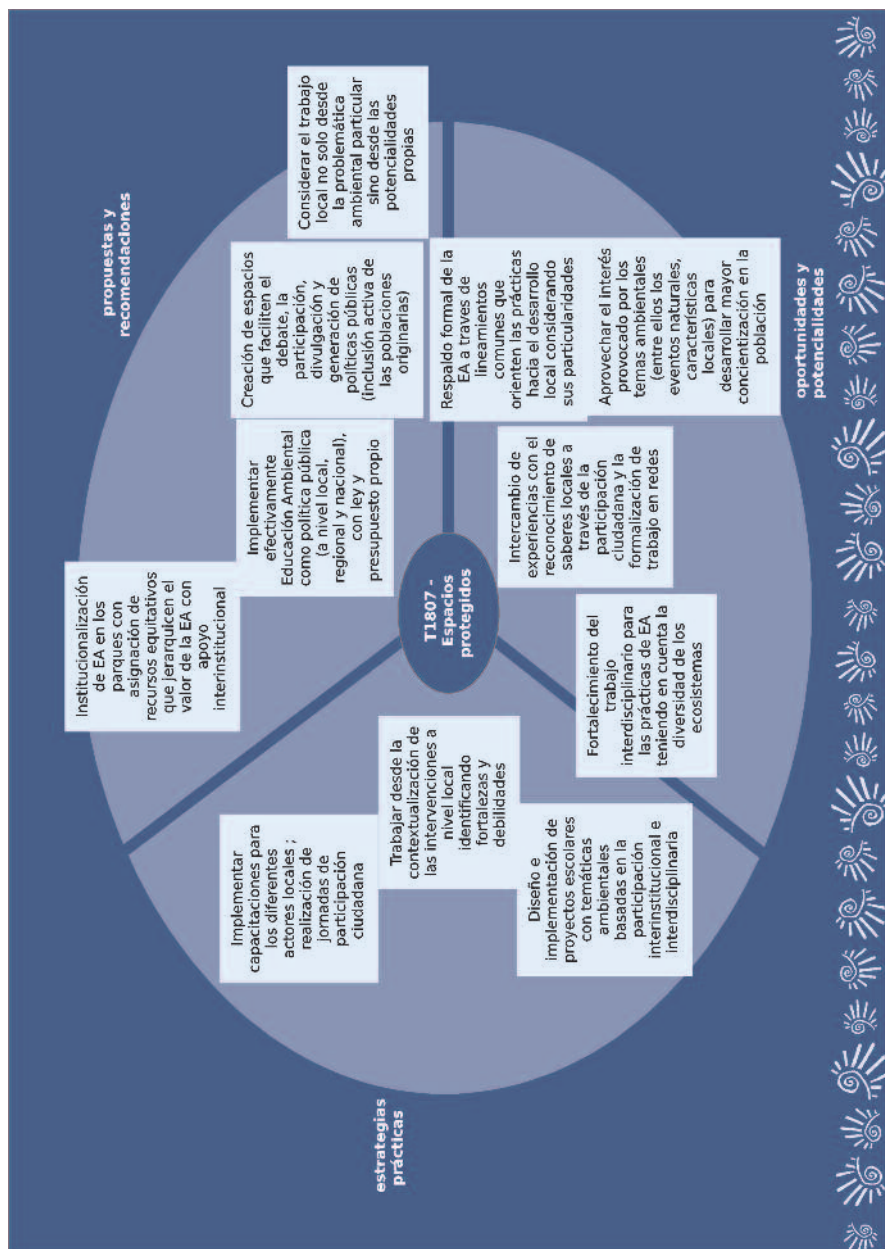 propuestas y
recomendaciones
Institucionalización
de EA en los
parques con
asignación de
recursos equitativos
que jerarquicen el
valor de la EA con
apoyo
interinstitucional
Implementar
efectivamente
Educación Ambiental
como política pública
(a nivel local,
regional y nacional),
con ley y
presupuesto propio
Creación de espacios
que faciliten el
debate, la
participación,
divulgación y
generación de
políticas públicas
(inclusión activa de
las poblaciones
originarias)
Considerar el trabajo
local no solo desde
la problemática
ambiental particular
sino desde las
potencialidades
propias
estrategias
prácticas
Implementar
capacitaciones para
los diferentes
actores locales ;
realización de
jornadas de
participación
ciudadana
Trabajar desde la
contextualización de
las intervenciones a
nivel local
identificando
fortalezas y
debilidades
Diseño e
implementación de
proyectos escolares
con temáticas
ambientales
basadas en la
participación
interinstitucional e
interdisciplinaria
T1807 -
Espacios
protegidos
Respaldo formal de la
EA a traves de
lineamientos
comunes que
orienten las prácticas
hacia el desarrollo
local considerando
sus particularidades
Intercambio de
experiencias con el
reconocimiento de
saberes locales a
través de la
participación
ciudadana y la
formalización de
trabajo en redes
Fortalecimiento del
trabajo
interdisciplinario para
las prácticas de EA
teniendo en cuenta la
diversidad de los
ecosistemas
Aprovechar el interés
provocado por los
temas ambientales
(entre ellos los
eventos naturales,
características
locales) para
desarrollar mayor
concientización en la
población
oportunidades y
potencialidades